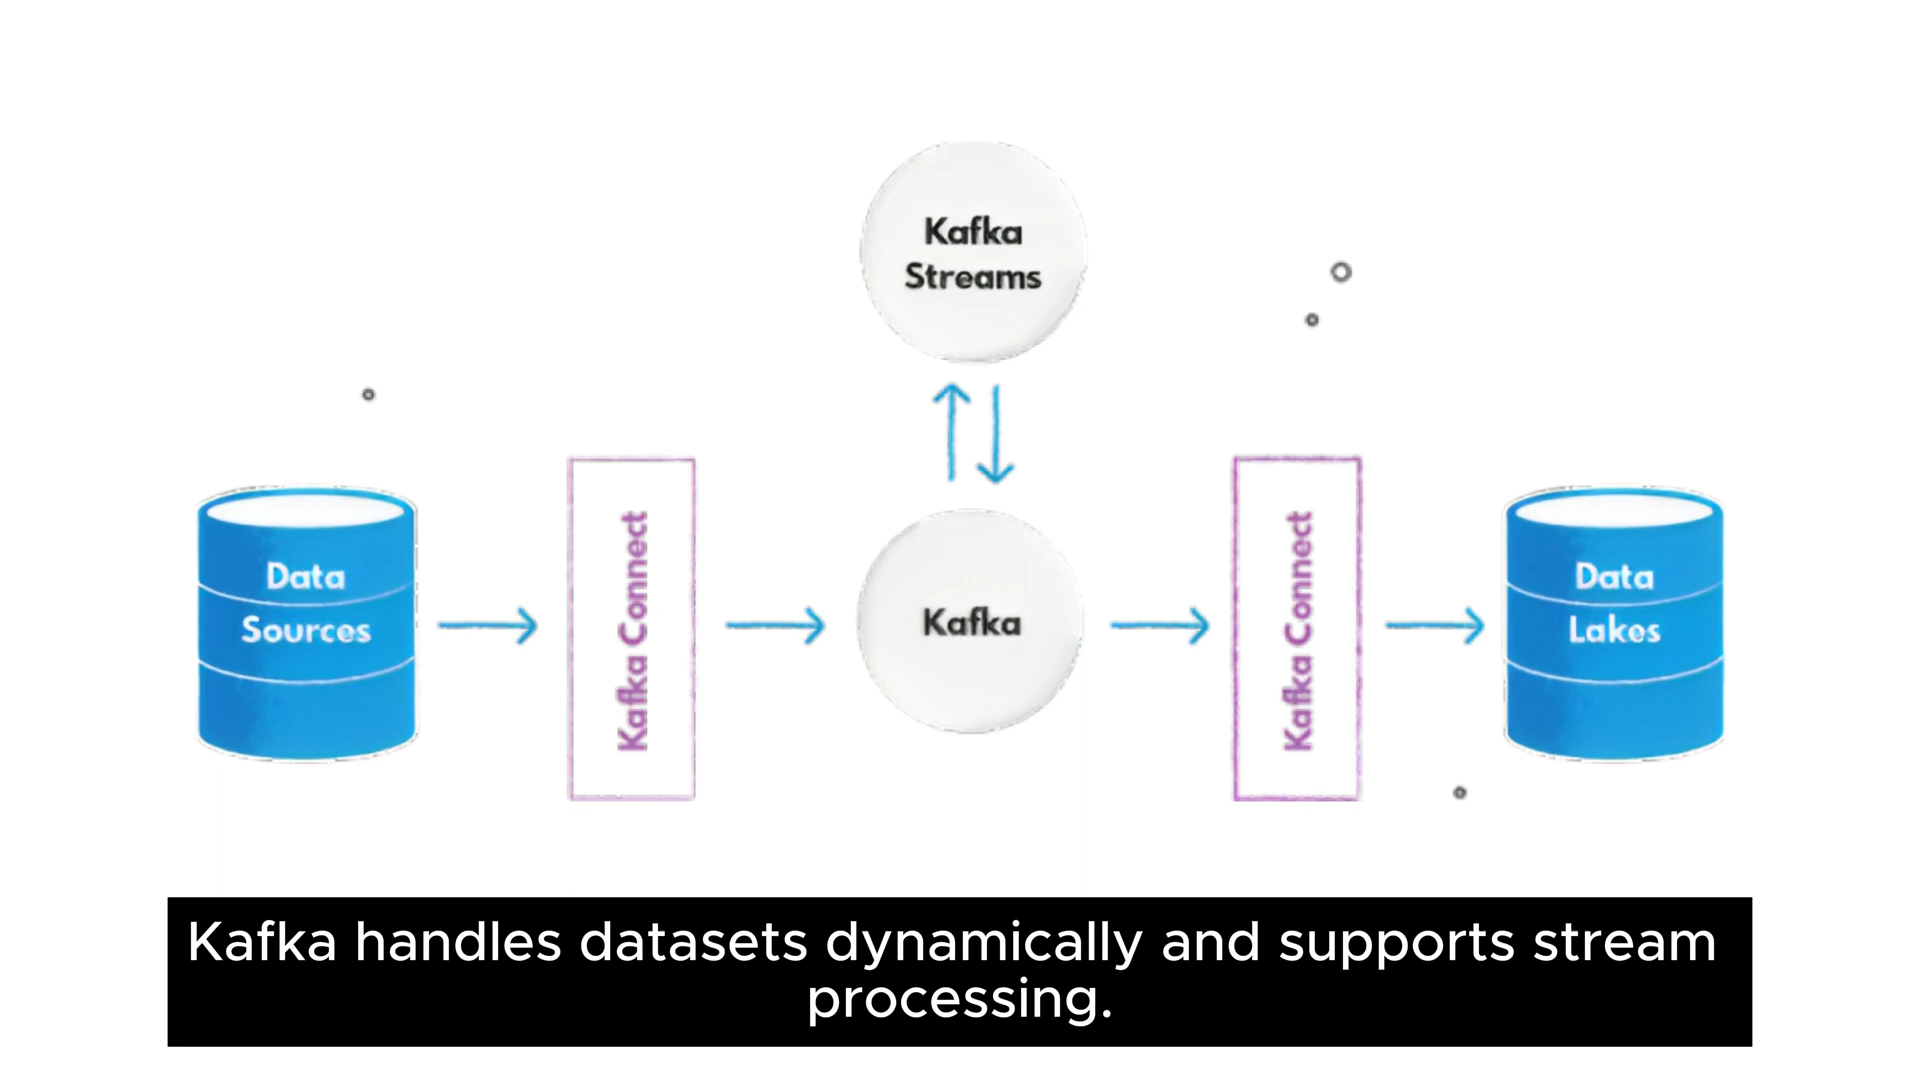 Kafka
Streams
Data
Sources
Kafka Connect
Kafka
Kafka Connect
Data
Lakes
Kafka handles datasets dynamically and supports stream
processing.